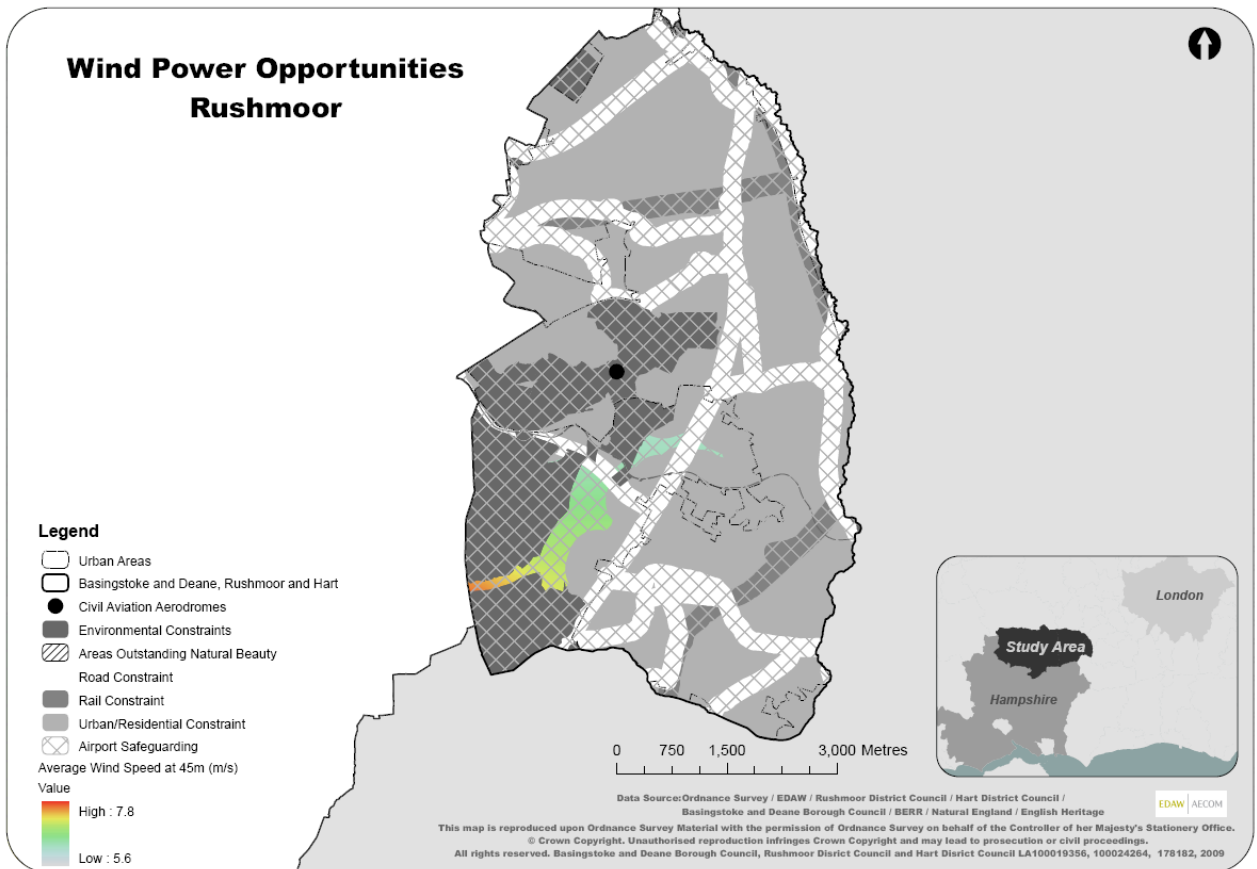 Wind Power Opportunities
Rushmoor
Legend
Urban Areas
Basingstoke and Deane, Rushmoor and Hart
Civil Aviation Aerodromes
Environmental Constraints
Areas Outstanding Natural Beauty
Road Constraint
Rail Constraint
Urban/Residential Constraint
Airport Safeguarding
Average Wind Speed at 45m (m/s)
Value
High : 7.8
Low : 5.6
0 750 1,500 3,000 Metres
London
Study Area
Hampshire
Data Source:Ordnance Survey / EDAW / Rushmoor District Council / Hart District Council /
Basingstoke and Deane Borough Council / BERR / Natural England / English Heritage
EDAW AECOM
This map is reproduced upon Ordnance Survey Material with the permission of Ordnance Survey on behalf of the Controller of her Majesty's Stationery Office.
© Crown Copyright. Unauthorised reproduction infringes Crown Copyright and may lead to prosecution or civil proceedings.
All rights reserved. Basingstoke and Deane Borough Council, Rushmoor Disrict Council and Hart Disrict Council LA100019356, 100024264, 178182, 2009